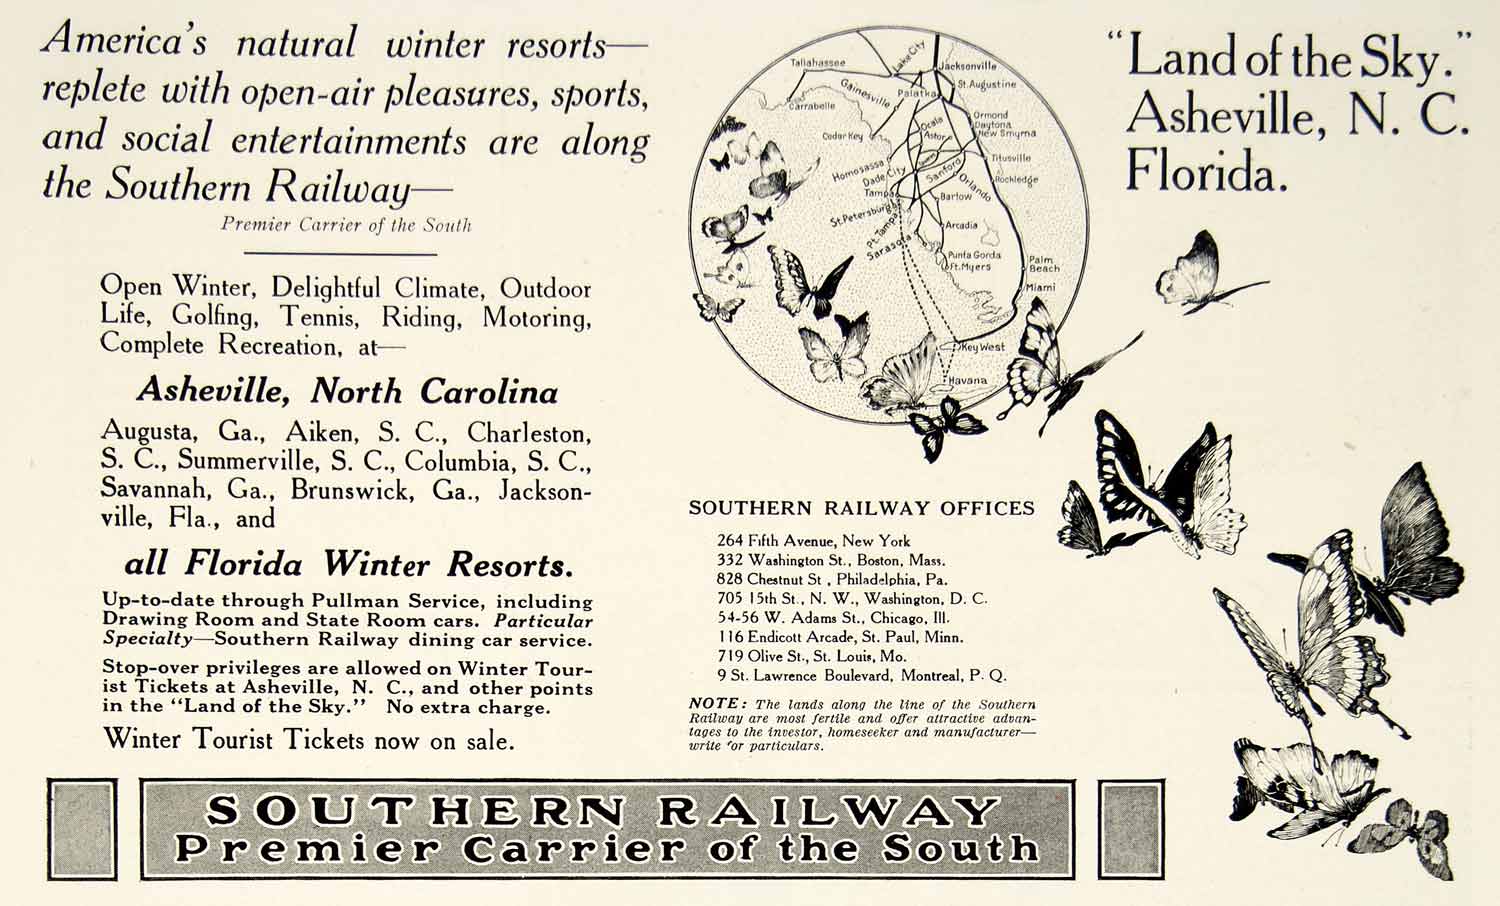 America's natural winter resorts—
replete with open-air pleasures, sports,
and social entertainments are along
the Southern Railway—
Premier Carrier of the South
Open Winter, Delightful Climate, Outdoor
Life, Golfing, Tennis, Riding, Motoring,
Complete Recreation, at—
Asheville, North Carolina
Augusta, Ga., Aiken, S. C., Charleston,
S. C., Summerville, S. C., Columbia, S. C.,
Savannah, Ga., Brunswick, Ga., Jackson-
ville, Fla., and
all Florida Winter Resorts.
Up-to-date through Pullman Service, including
Drawing Room and State Room cars. Particular
Specialty—Southern Railway dining car service.
Stop-over privileges are allowed on Winter Tour-
ist Tickets at Asheville, N. C., and other points
in the "Land of the Sky." No extra charge.
Winter Tourist Tickets now on sale.
Tallahassee
Lake City
Jacksonville
Carrabelle
Gainesville
Palatka
St. Augustine
Ocala
Astor
Ormond
Daytona
New Smyrna
Cedar Key
Homosassa
Dade City
Sanford
Orlando
Titusville
Rockledge
Tampa
Bartow
St. Petersburg
Pt. Tampa
Sarasota
Arcadia
Punta Gorda
Ft. Myers
Palm
Beach
Miami
Key West
Havana
"Land of the Sky."
Asheville, N. C.
Florida.
SOUTHERN RAILWAY OFFICES
264 Fifth Avenue, New York
332 Washington St., Boston, Mass.
828 Chestnut St , Philadelphia, Pa.
705 15th St., N. W., Washington, D. C.
54-56 W. Adams St., Chicago, Ill.
116 Endicott Arcade, St. Paul, Minn.
719 Olive St., St. Louis, Mo.
9 St. Lawrence Boulevard, Montreal, P. Q.
NOTE: The lands along the line of the Southern
Railway are most fertile and offer attractive advan-
tages to the investor, homeseeker and manufacturer—
write for particulars.
SOUTHERN RAILWAY
Premier Carrier of the South